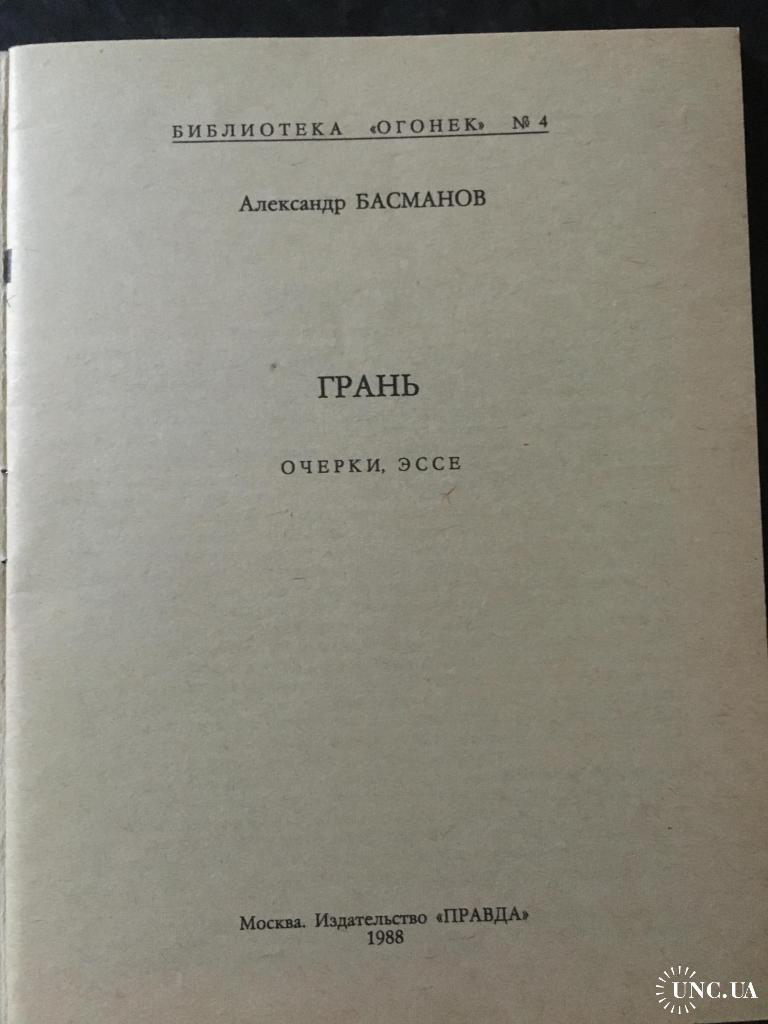 БИБЛИОТЕКА «ОГОНЕК» № 4
Александр БАСМАНОВ
ГРАНЬ
ОЧЕРКИ, ЭССЕ
Москва. Издательство «ПРАВДА»
1988
UNC.UA